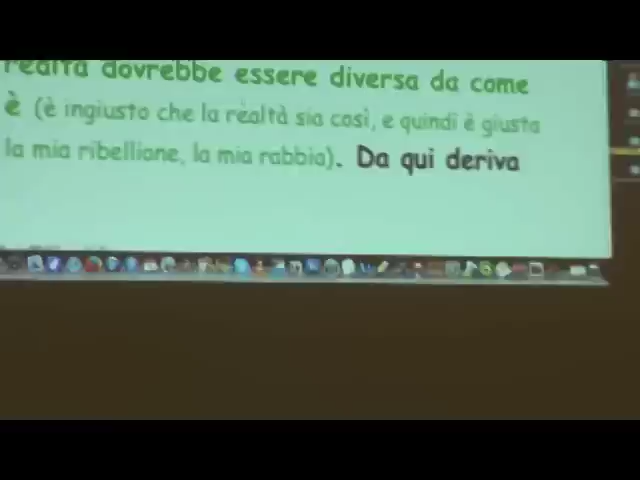 realtà dovrebbe essere diversa da come
è (è ingiusto che la realtà sia così, e quindi è giusta
la mia ribellione, la mia rabbia). Da qui deriva